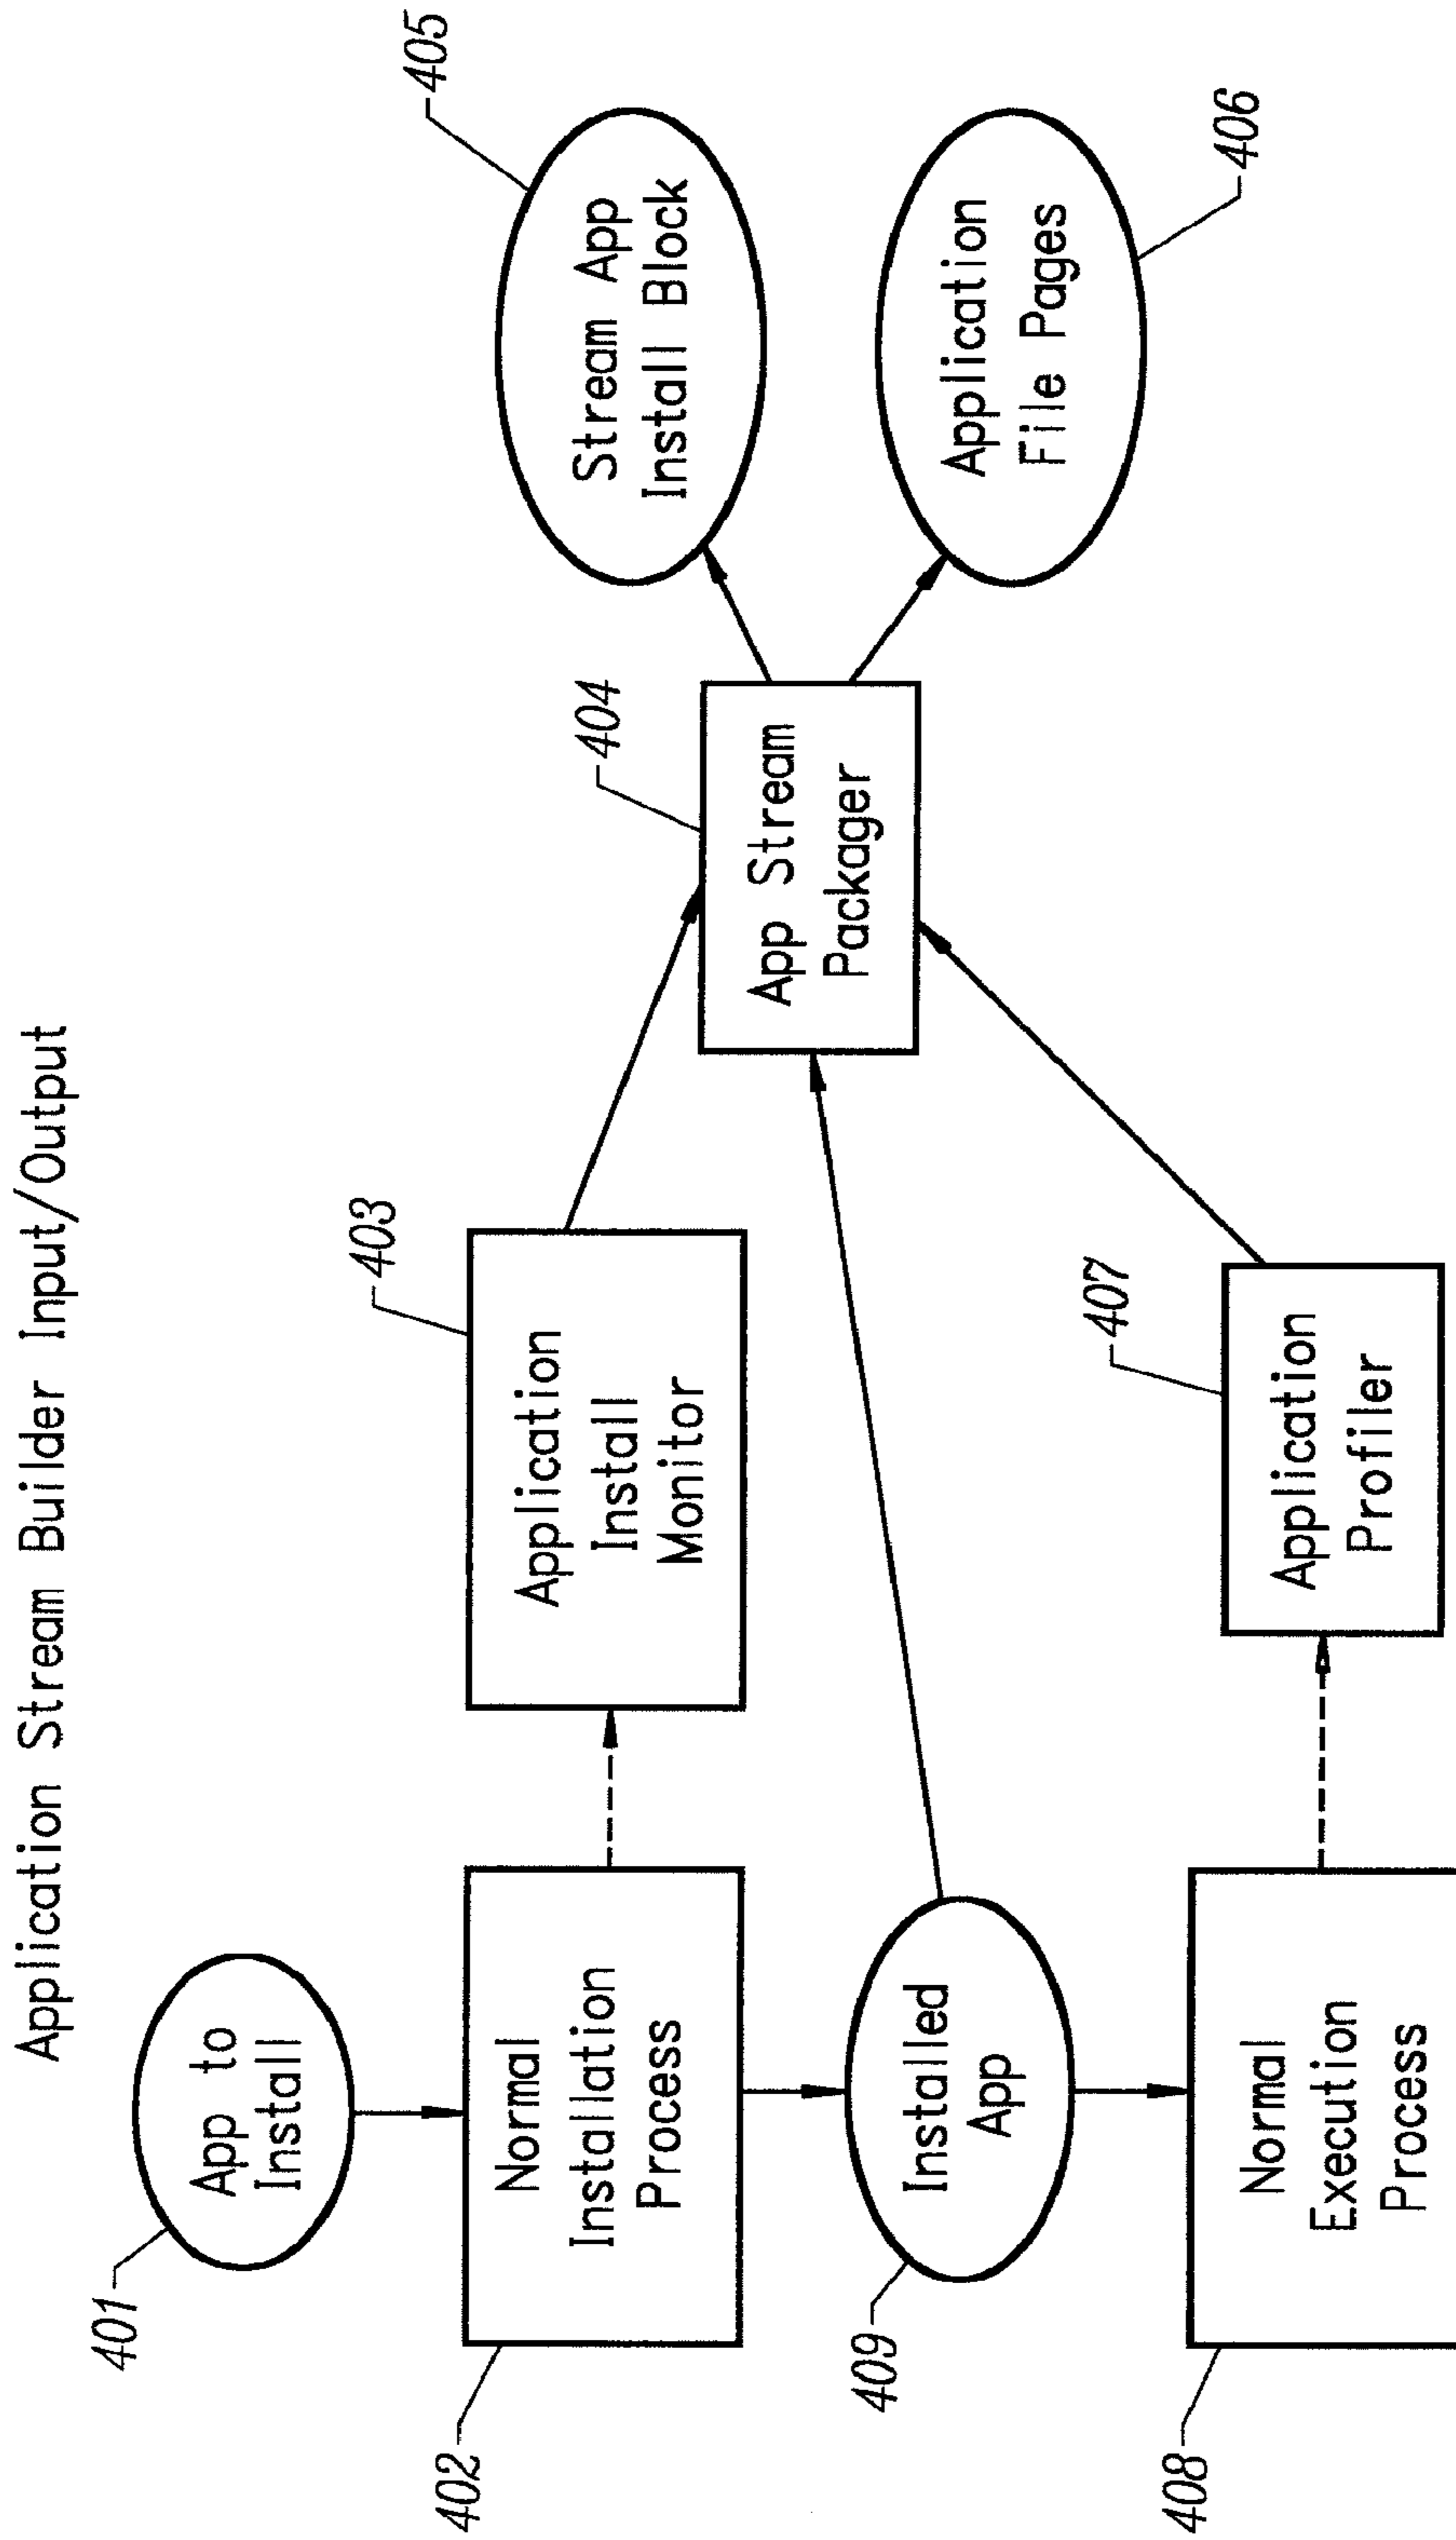 Application Stream Builder Input/Output
401
App to
Install
402
Normal
Installation
Process
403
Application
Install
Monitor
404
App Stream
Packager
405
Stream App
Install Block
406
Application
File Pages
409
Installed
App
407
Application
Profiler
408
Normal
Execution
Process